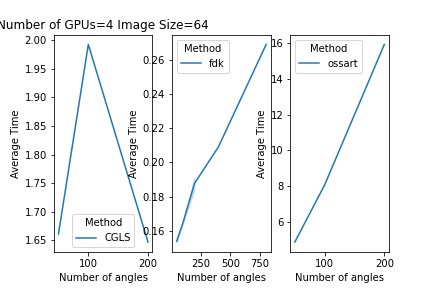 Number of GPUs=4 Image Size=64
2.00
1.95
1.90
1.85
1.80
1.75
1.70
1.65
Average Time
100
200
Number of angles
Method
CGLS
0.26
0.24
0.22
0.20
0.18
0.16
Average Time
250
500
750
Number of angles
Method
fdk
16
14
12
10
8
6
Average Time
100
200
Number of angles
Method
ossart